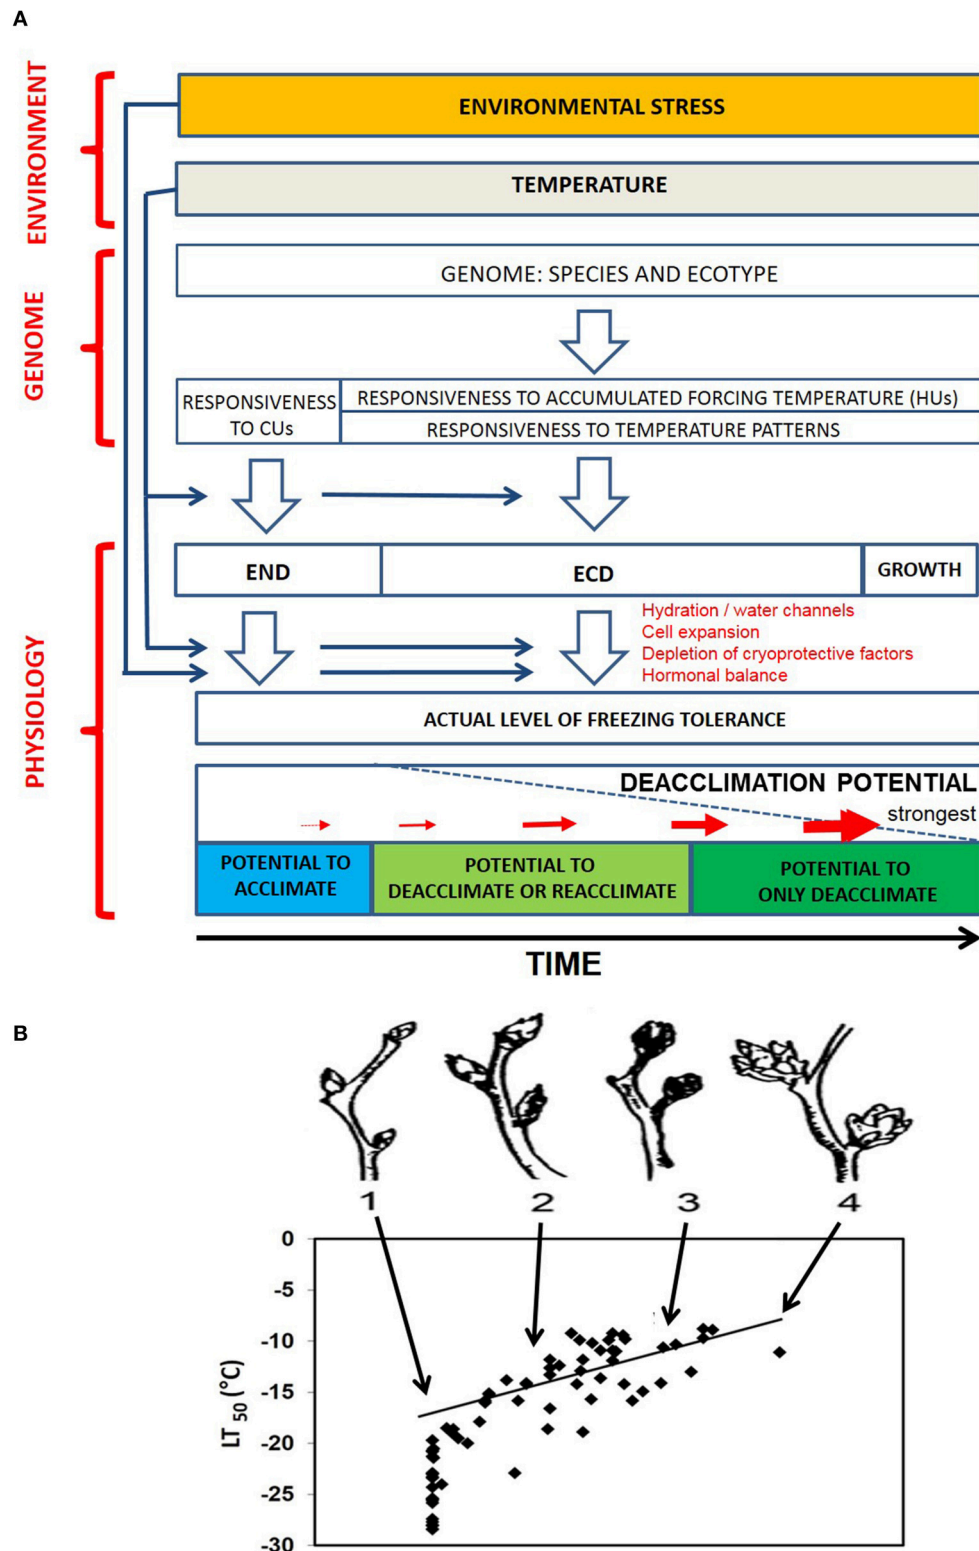 A
ENVIRONMENT
ENVIRONMENTAL STRESS
TEMPERATURE
GENOME
GENOME: SPECIES AND ECOTYPE
RESPONSIVENESS
TO CUs
RESPONSIVENESS TO ACCUMULATED FORCING TEMPERATURE (HUs)
RESPONSIVENESS TO TEMPERATURE PATTERNS
PHYSIOLOGY
END
ECD
GROWTH
Hydration / water channels
Cell expansion
Depletion of cryoprotective factors
Hormonal balance
ACTUAL LEVEL OF FREEZING TOLERANCE
DEACCLIMATION POTENTIAL
strongest
POTENTIAL TO
ACCLIMATE
POTENTIAL TO
DEACCLIMATE OR REACCLIMATE
POTENTIAL TO
ONLY DEACCLIMATE
TIME
B
1 2 3 4
0
-5
-10
-15
-20
-25
-30
LT 50 (°C)